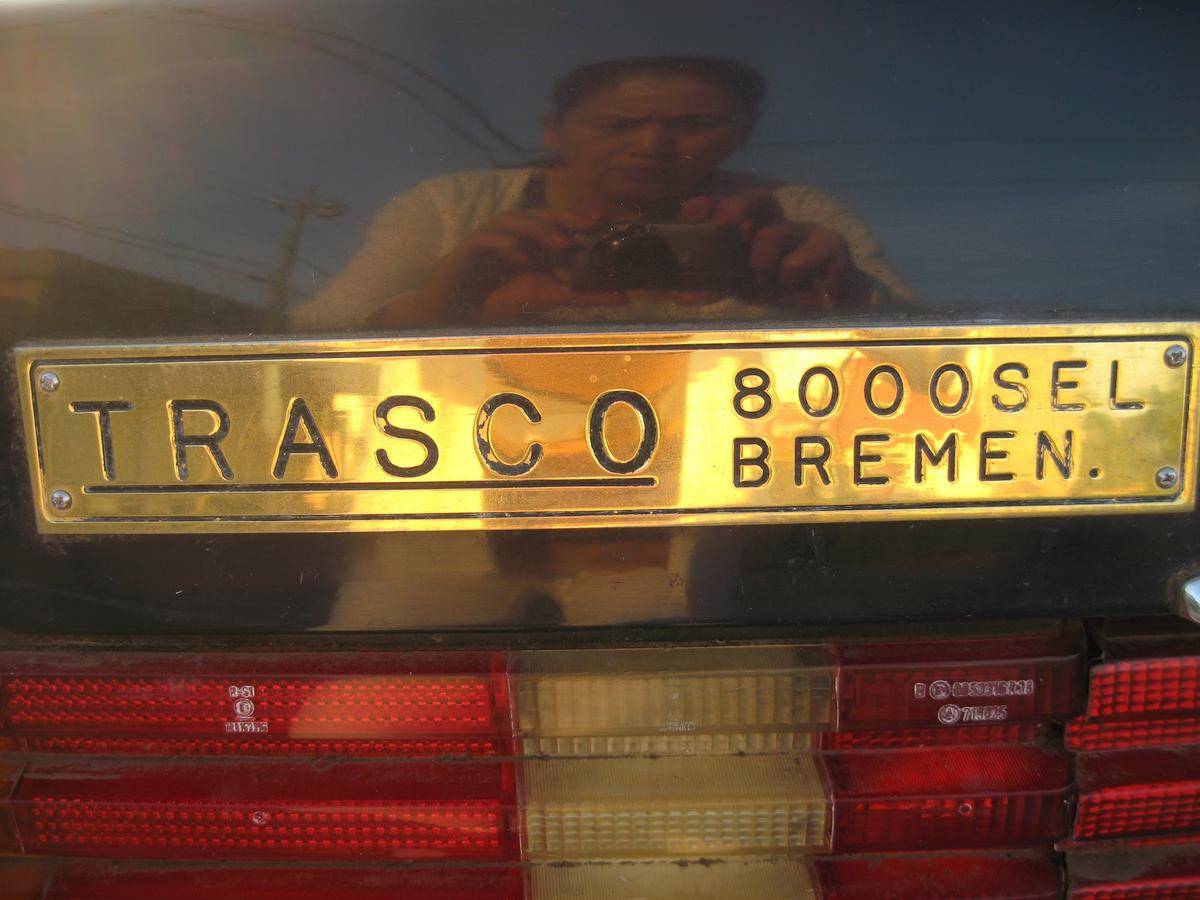 TRASCO
8000SEL
BREMEN.